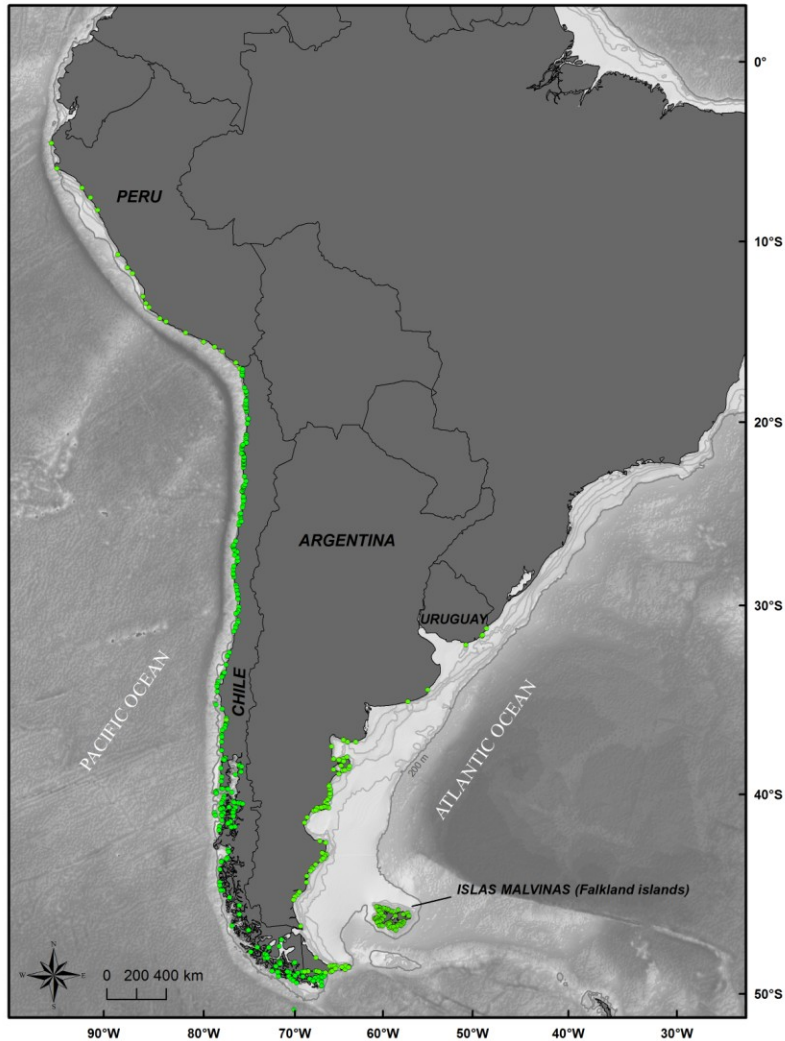 0°
PERU
10°S
20°S
ARGENTINA
30°S
URUGUAY
CHILE
PACIFIC OCEAN
ATLANTIC OCEAN
200 m
40°S
ISLAS MALVINAS (Falkland islands)
N
W
E
S
0 200 400 km
50°S
90°W 80°W 70°W 60°W 50°W 40°W 30°W